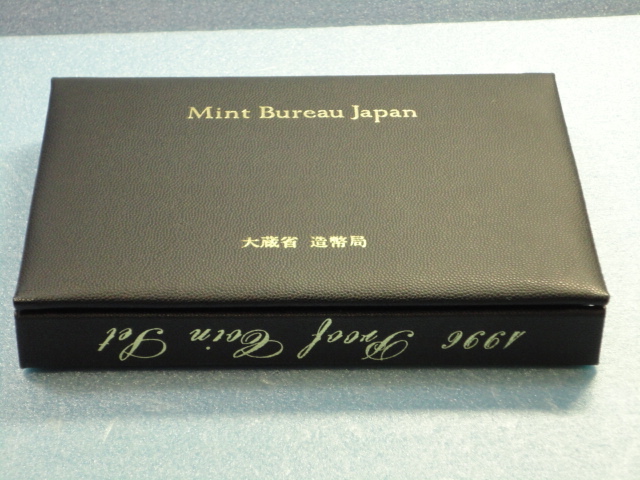 Mint Bureau Japan
大蔵省 造幣局
1996 Proof Coin Set